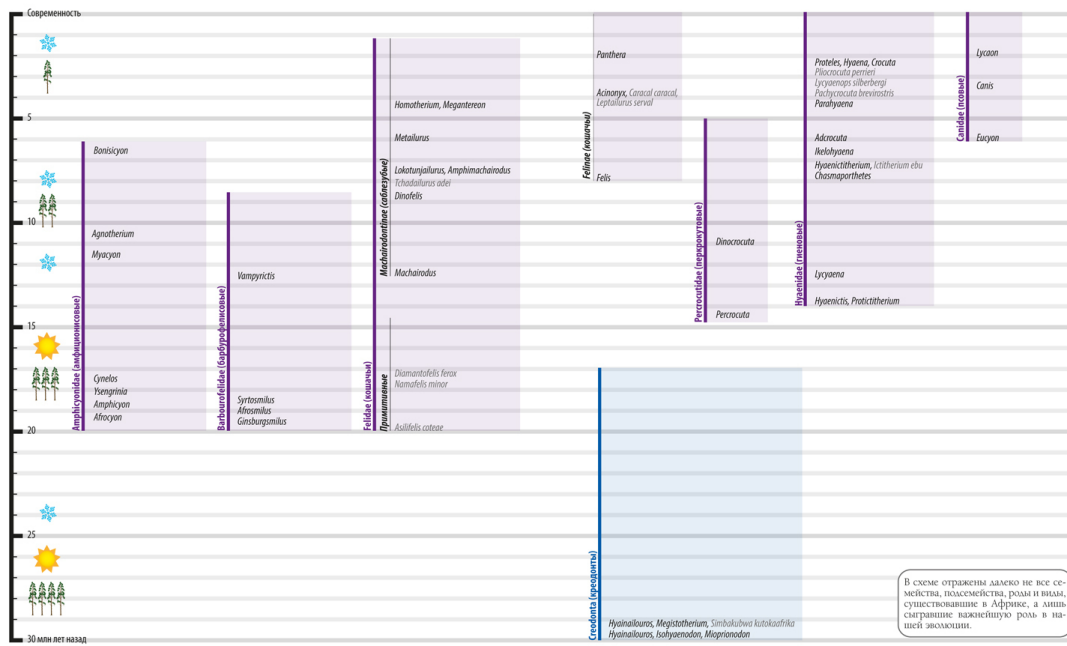 Современность
5
10
15
20
25
30 млн лет назад
Amphicyonidae (амфиционисовые)
Bonisicyon
Agnotherium
Myacyon
Cynelos
Ysengrinia
Amphicyon
Afrocyon
Barbourofelidae (барбурофелисовые)
Vampyrictis
Syrtosmilus
Afrosmilus
Ginsburgsmilus
Felidae (кошачьи)
Machairodontinae (саблезубые)
Homotherium, Megantereon
Metailurus
Lokotunjailurus, Amphimachairodus
Tchadailurus adei
Dinofelis
Machairodus
Примитивные
Diamantofelis ferox
Namafelis minor
Asilifelis coteae
Felinae (кошачьи)
Panthera
Acinonyx, Caracal caracal,
Leptailurus serval
Felis
Percrocutidae (перкрокутовые)
Dinocrocuta
Percrocuta
Hyaenidae (гиеновые)
Proteles, Hyaena, Crocuta
Pliocrocuta perrieri
Lycyaenops silberbergi
Pachycrocuta brevirostris
Parahyaena
Adcrocuta
Ikelohyaena
Hyaenictitherium, Ictitherium ebu
Chasmaporthetes
Lycyaena
Hyaenictis, Protictitherium
Canidae (псовые)
Lycaon
Canis
Eucyon
Creodonta (креодонты)
Hyainailouros, Megistotherium, Simbakubwa kutokaafrika
Hyainailouros, Isohyaenodon, Mioprionodon
В схеме отражены далеко не все се-
мейства, подсемейства, роды и виды,
существовавшие в Африке, а лишь
сыгравшие важнейшую роль в на-
шей эволюции.